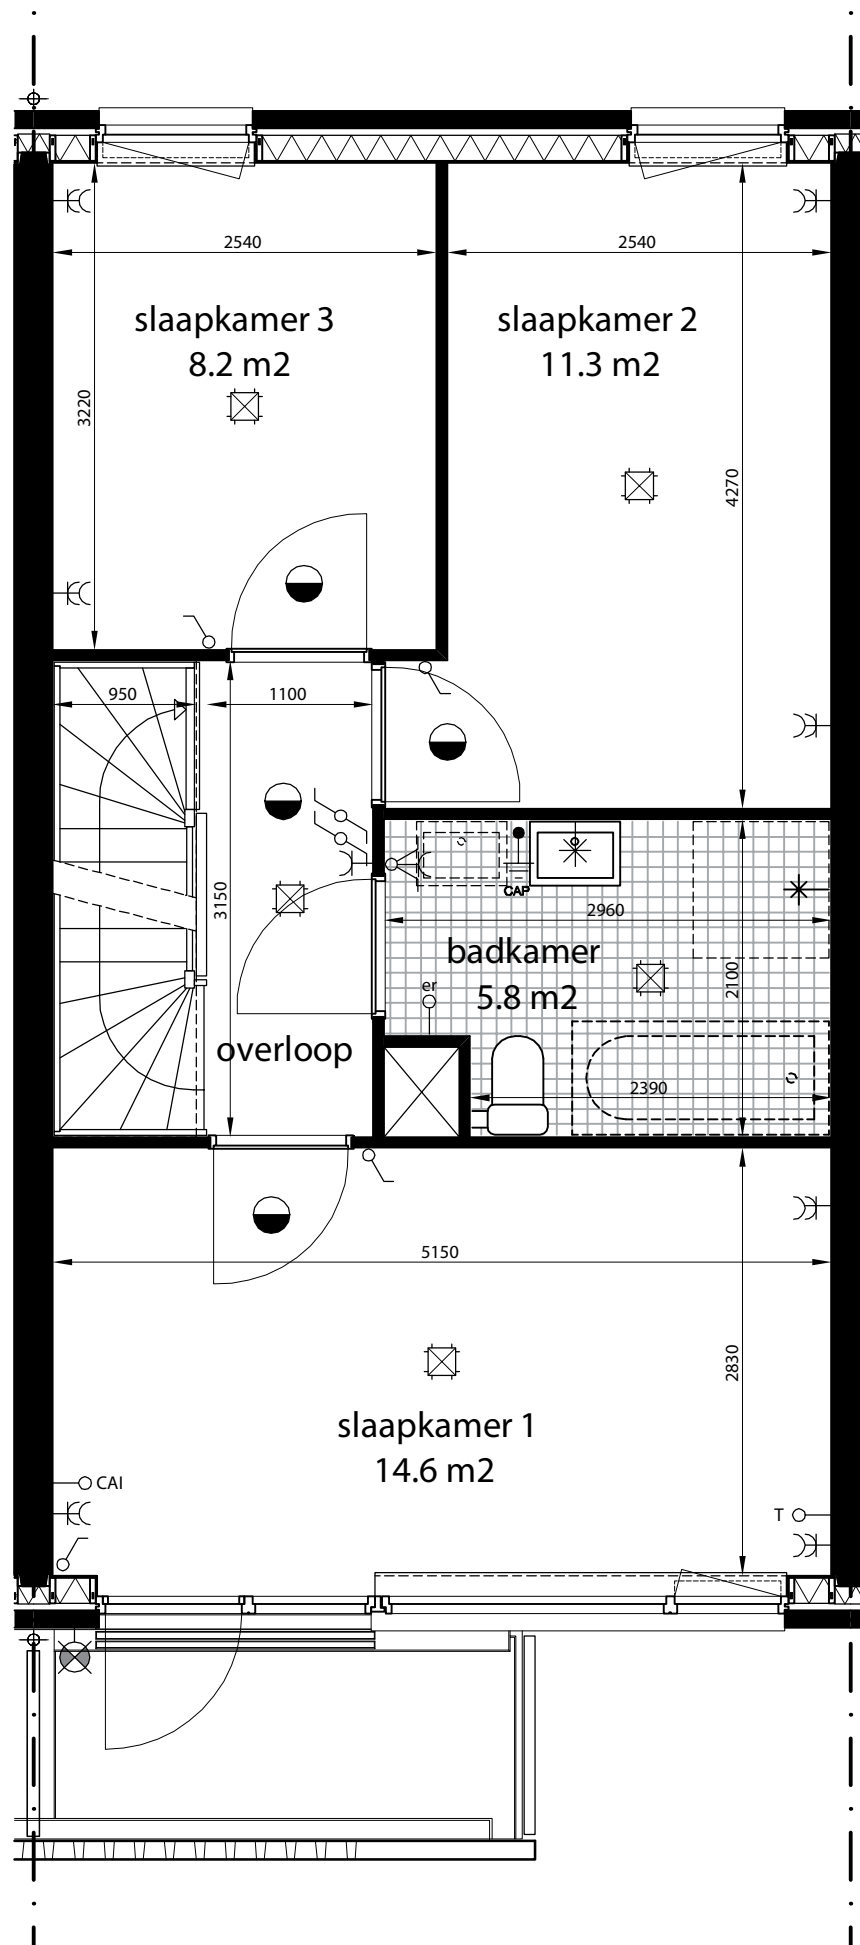 2540
2540
slaapkamer 3
8.2 m2
slaapkamer 2
11.3 m2
3220
4270
950
1100
3150
CAP
2960
badkamer
5.8 m2
2100
er
overloop
2390
5150
2830
slaapkamer 1
14.6 m2
CAI
T